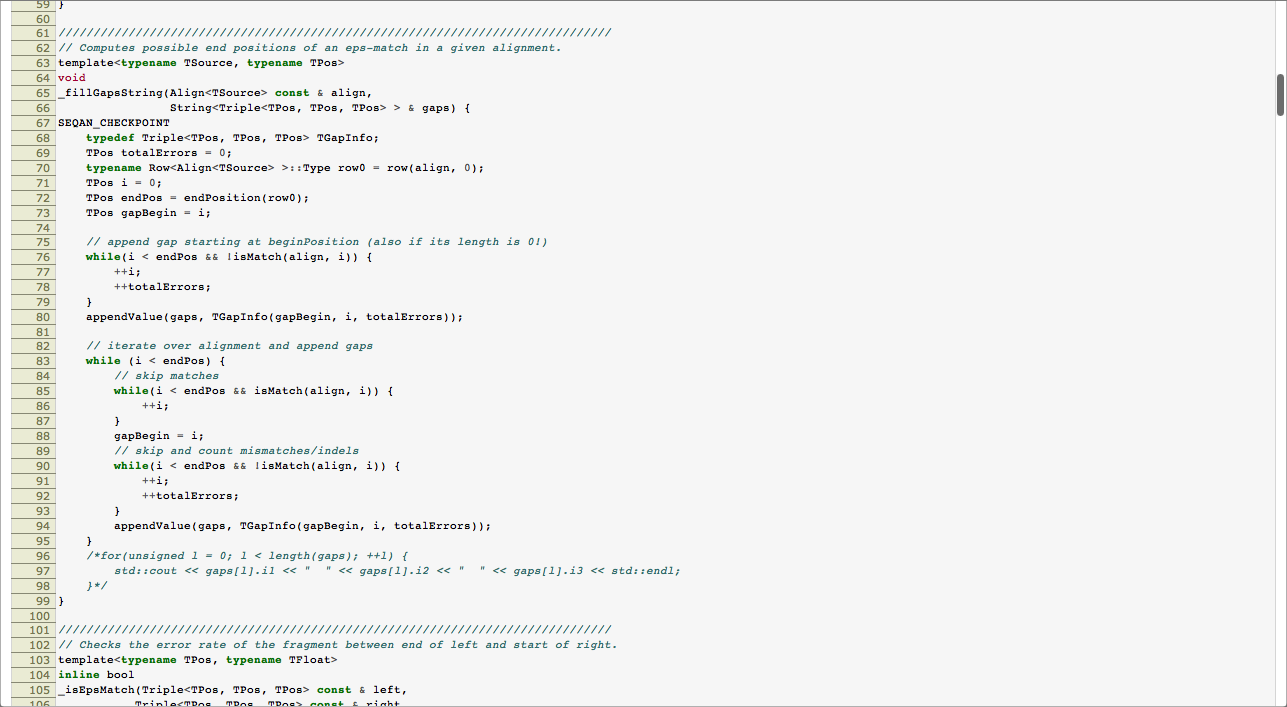 59 }
60
61 ///////////////////////////////////////////////////////////////////////////////
62 // Computes possible end positions of an eps-match in a given alignment.
63 template<typename TSource, typename TPos>
64 void
65 _fillGapsString(Align<TSource> const & align,
66                 String<Triple<TPos, TPos, TPos> > & gaps) {
67 SEQAN_CHECKPOINT
68     typedef Triple<TPos, TPos, TPos> TGapInfo;
69     TPos totalErrors = 0;
70     typename Row<Align<TSource> >::Type row0 = row(align, 0);
71     TPos i = 0;
72     TPos endPos = endPosition(row0);
73     TPos gapBegin = i;
74
75     // append gap starting at beginPosition (also if its length is 0!)
76     while(i < endPos && !isMatch(align, i)) {
77         ++i;
78         ++totalErrors;
79     }
80     appendValue(gaps, TGapInfo(gapBegin, i, totalErrors));
81
82     // iterate over alignment and append gaps
83     while (i < endPos) {
84         // skip matches
85         while(i < endPos && isMatch(align, i)) {
86             ++i;
87         }
88         gapBegin = i;
89         // skip and count mismatches/indels
90         while(i < endPos && !isMatch(align, i)) {
91             ++i;
92             ++totalErrors;
93         }
94         appendValue(gaps, TGapInfo(gapBegin, i, totalErrors));
95     }
96     /*for(unsigned l = 0; l < length(gaps); ++l) {
97         std::cout << gaps[l].i1 << "  " << gaps[l].i2 << "  " << gaps[l].i3 << std::endl;
98     }*/
99 }
100
101 ///////////////////////////////////////////////////////////////////////////////
102 // Checks the error rate of the fragment between end of left and start of right.
103 template<typename TPos, typename TFloat>
104 inline bool
105 _isEpsMatch(Triple<TPos, TPos, TPos> const & left,
106            Triple<TPos, TPos, TPos> const & right,